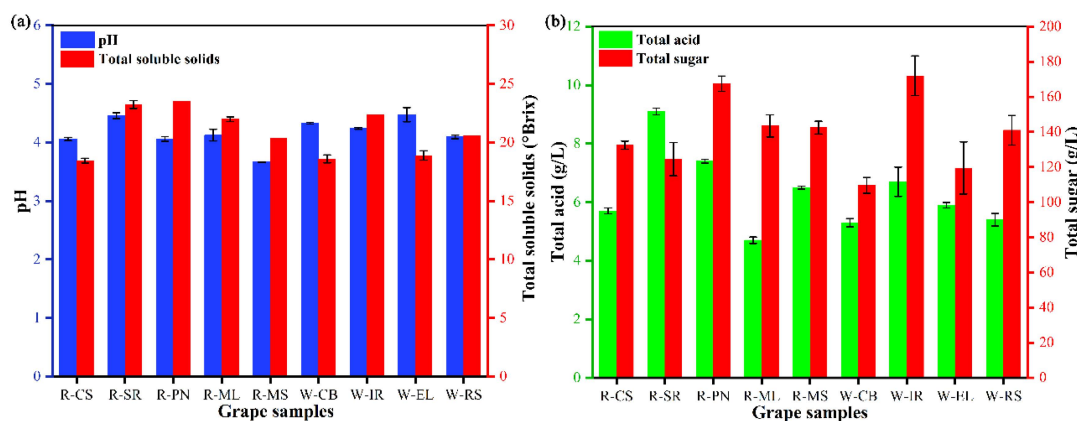 (a)
pH
Total soluble solids
6
5
4
3
2
1
0
pH
30
25
20
15
10
5
0
Total soluble solids (°Brix)
R-CS R-SR R-PN R-ML R-MS W-CB W-IR W-EL W-RS
Grape samples
(b)
Total acid
Total sugar
12
10
8
6
4
2
0
Total acid (g/L)
200
180
160
140
120
100
80
60
40
20
0
Total sugar (g/L)
R-CS R-SR R-PN R-ML R-MS W-CB W-IR W-EL W-RS
Grape samples